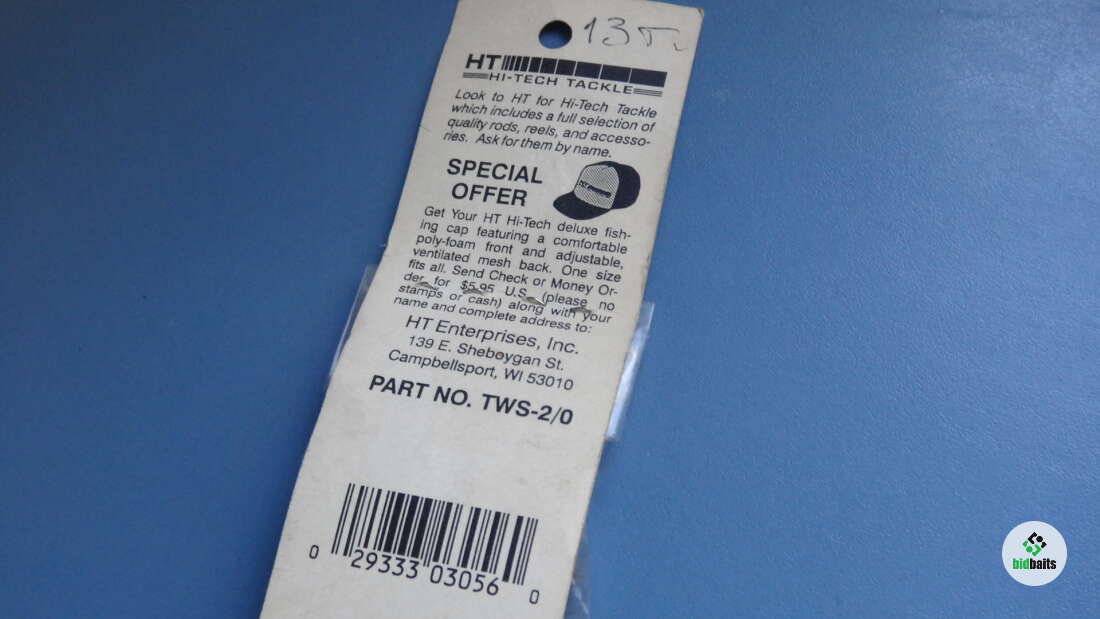 HT
HI-TECH TACKLE
Look to HT for Hi-Tech Tackle
which includes a full selection of
quality rods, reels, and accesso-
ries. Ask for them by name.
SPECIAL
OFFER
Get Your HT Hi-Tech deluxe fish-
ing cap featuring a comfortable
poly-foam front and adjustable,
ventilated mesh back. One size
fits all. Send Check or Money Or-
der for $5.95 U.S. (please no
stamps or cash) along with your
name and complete address to:
HT Enterprises, Inc.
139 E. Sheboygan St.
Campbellsport, WI 53010
PART NO. TWS-2/0
0 29333 03056 0
bidbaits